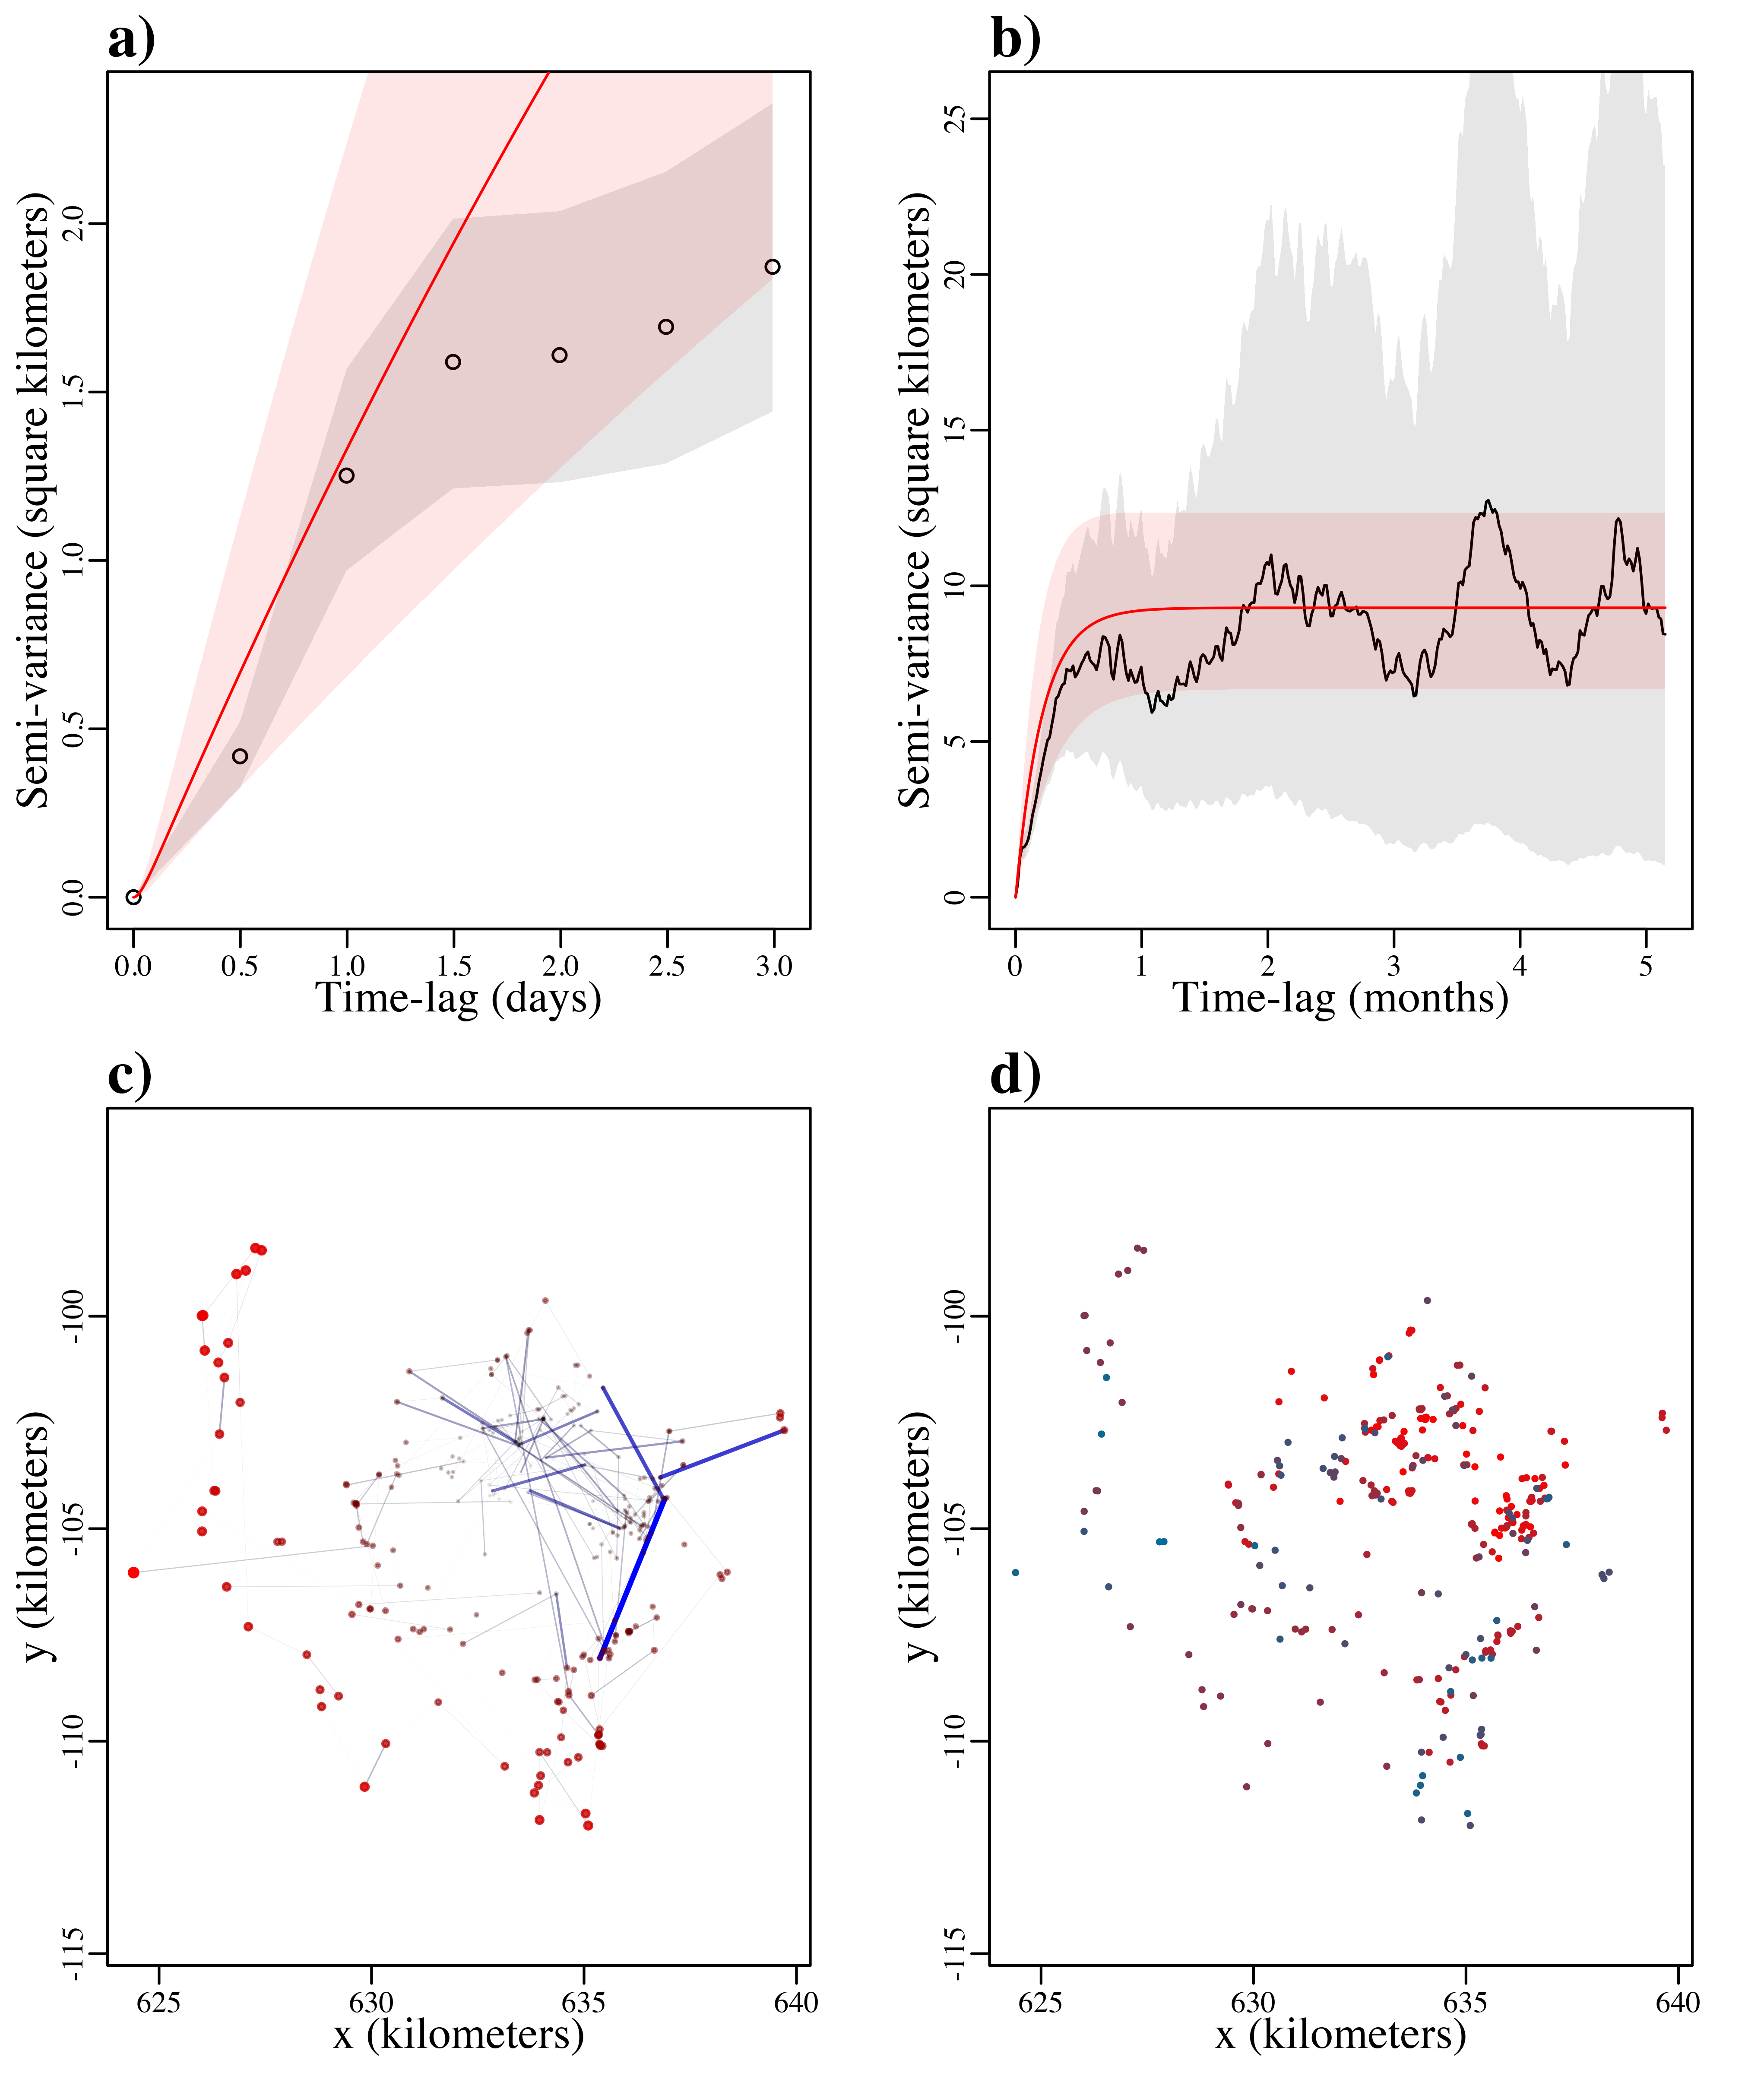 a)
Semi-variance (square kilometers)
2.0
1.5
1.0
0.5
0.0
0.0 0.5 1.0 1.5 2.0 2.5 3.0
Time-lag (days)
b)
Semi-variance (square kilometers)
25
20
15
10
5
0
0 1 2 3 4 5
Time-lag (months)
c)
y (kilometers)
-100
-105
-110
-115
625 630 635 640
x (kilometers)
d)
y (kilometers)
-100
-105
-110
-115
625 630 635 640
x (kilometers)